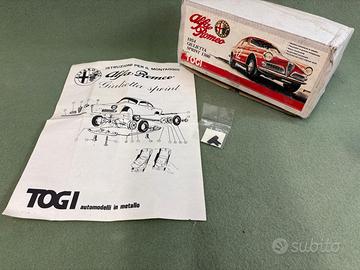 ISTRUZIONI PER IL MONTAGGIO
Alfa-Romeo
Giulietta Sprint
TOGI
automodelli in metallo
Alfa
Romeo
1954
GIULIETTA
SPRINT 1300
TOGI
subito